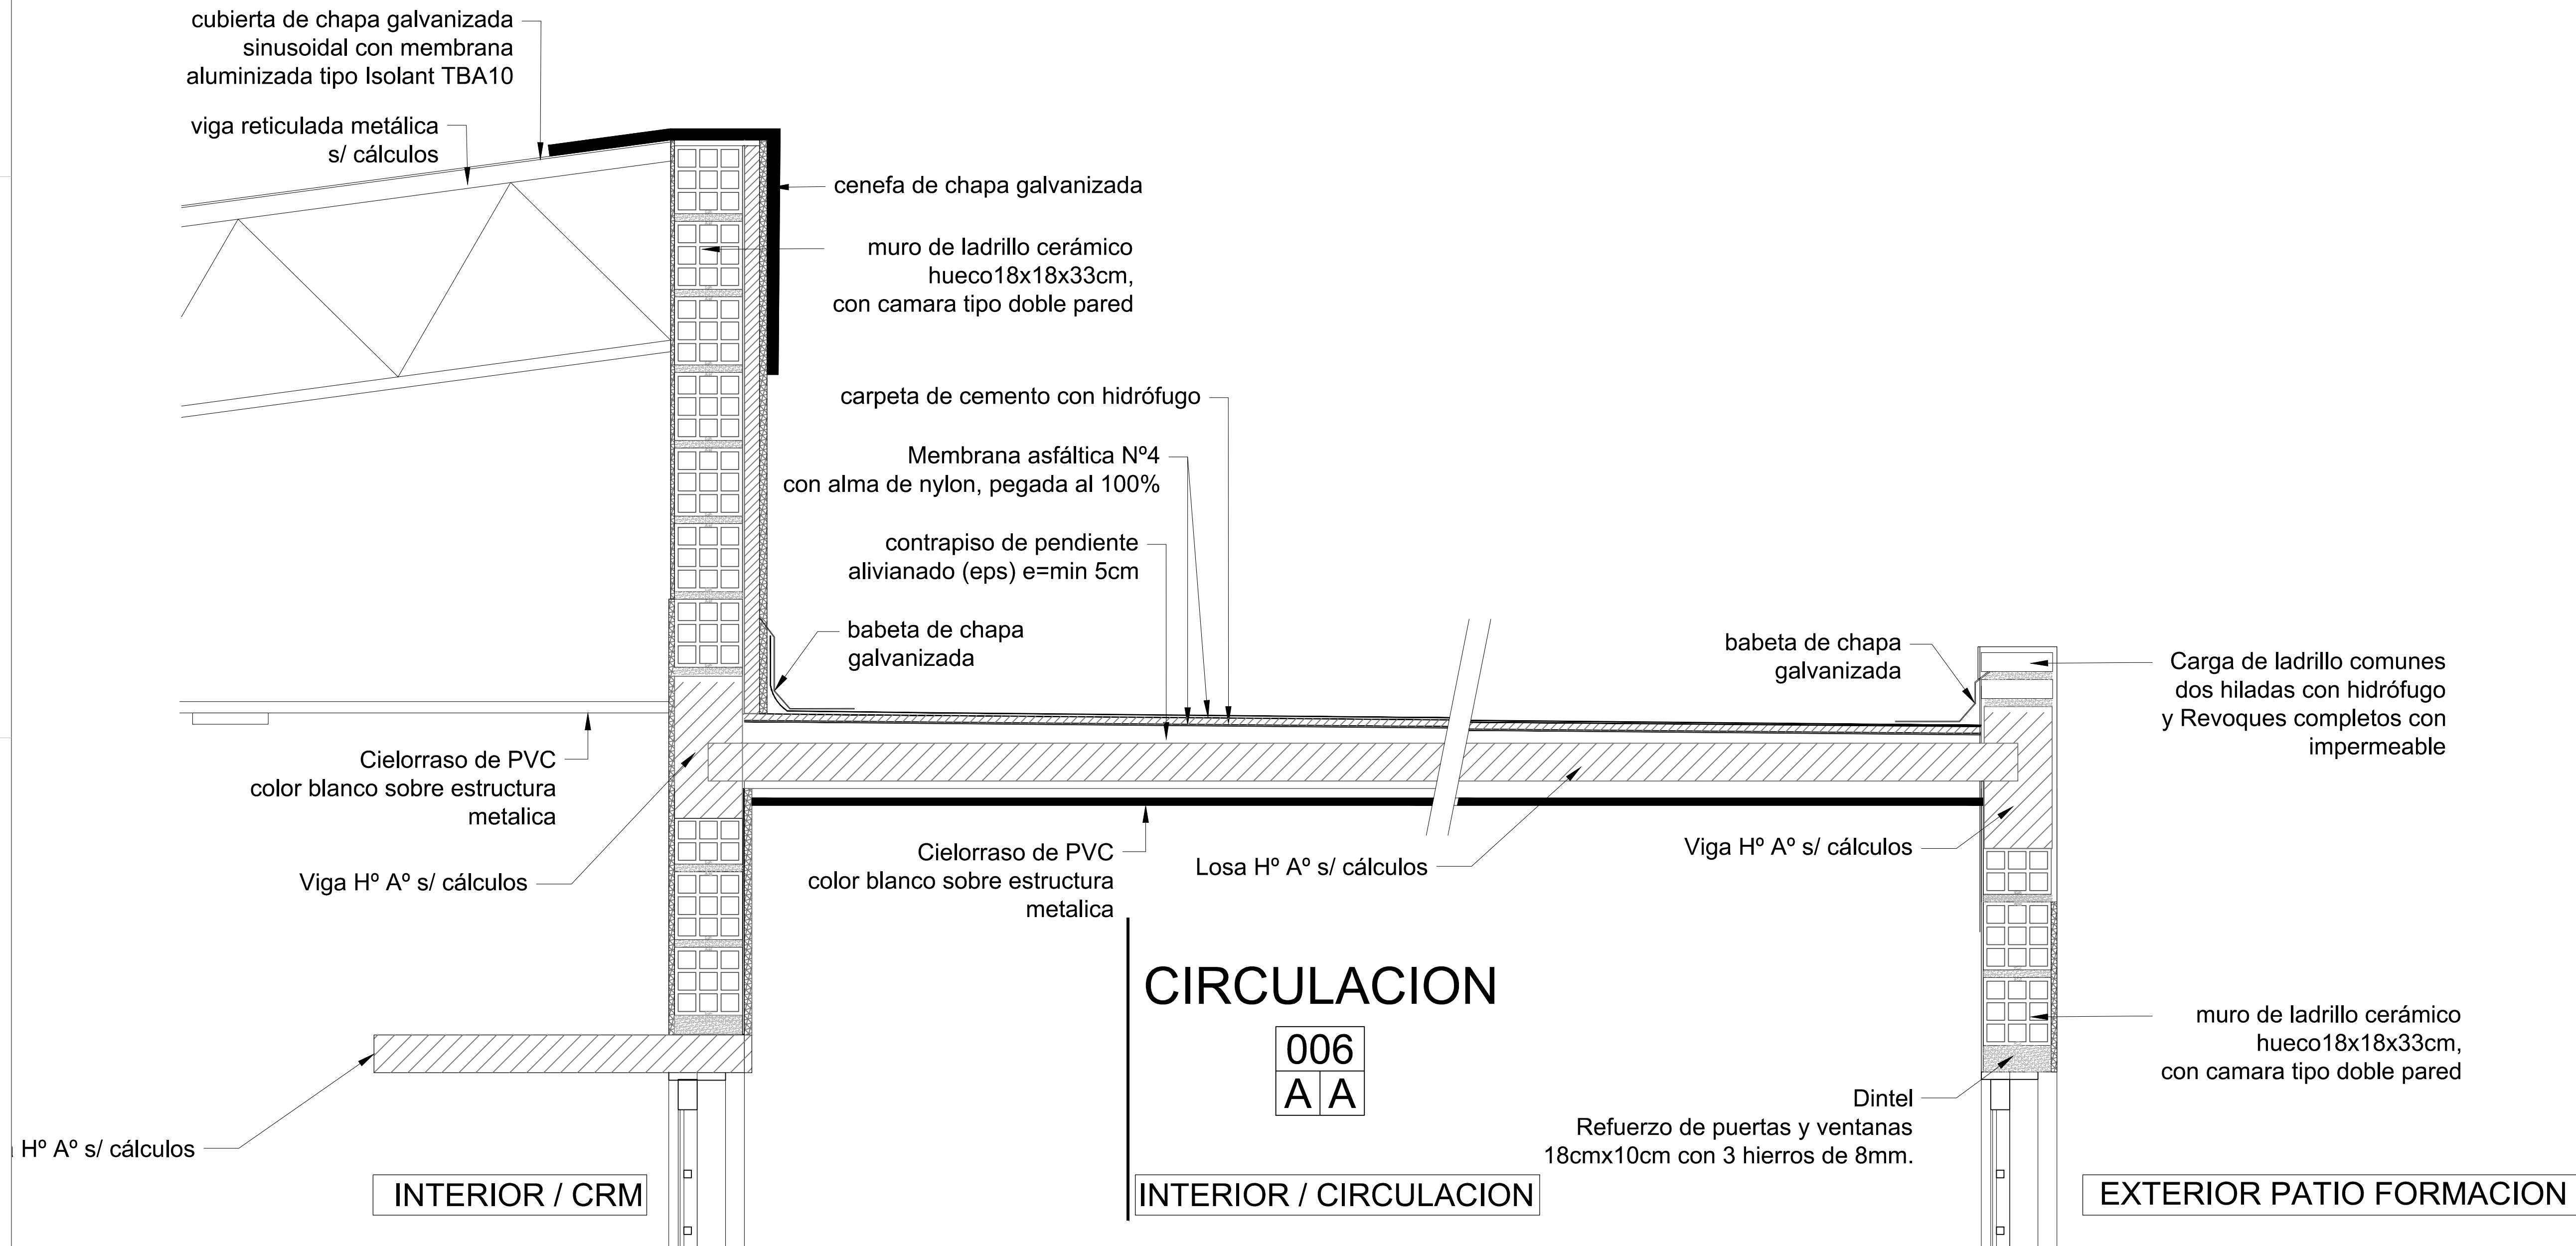 cubierta de chapa galvanizada
sinusoidal con membrana
aluminizada tipo Isolant TBA10
viga reticulada metálica
s/ cálculos
cenefa de chapa galvanizada
muro de ladrillo cerámico
hueco18x18x33cm,
con camara tipo doble pared
carpeta de cemento con hidrófugo
Membrana asfáltica Nº4
con alma de nylon, pegada al 100%
contrapiso de pendiente
alivianado (eps) e=min 5cm
babeta de chapa
galvanizada
babeta de chapa
galvanizada
Carga de ladrillo comunes
dos hiladas con hidrófugo
y Revoques completos con
impermeable
Cielorraso de PVC
color blanco sobre estructura
metalica
Viga Hº Aº s/ cálculos
Cielorraso de PVC
color blanco sobre estructura
metalica
Losa Hº Aº s/ cálculos
Viga Hº Aº s/ cálculos
CIRCULACION
006
A A
muro de ladrillo cerámico
hueco18x18x33cm,
con camara tipo doble pared
Dintel
Refuerzo de puertas y ventanas
18cmx10cm con 3 hierros de 8mm.
Hº Aº s/ cálculos
INTERIOR / CRM
INTERIOR / CIRCULACION
EXTERIOR PATIO FORMACION